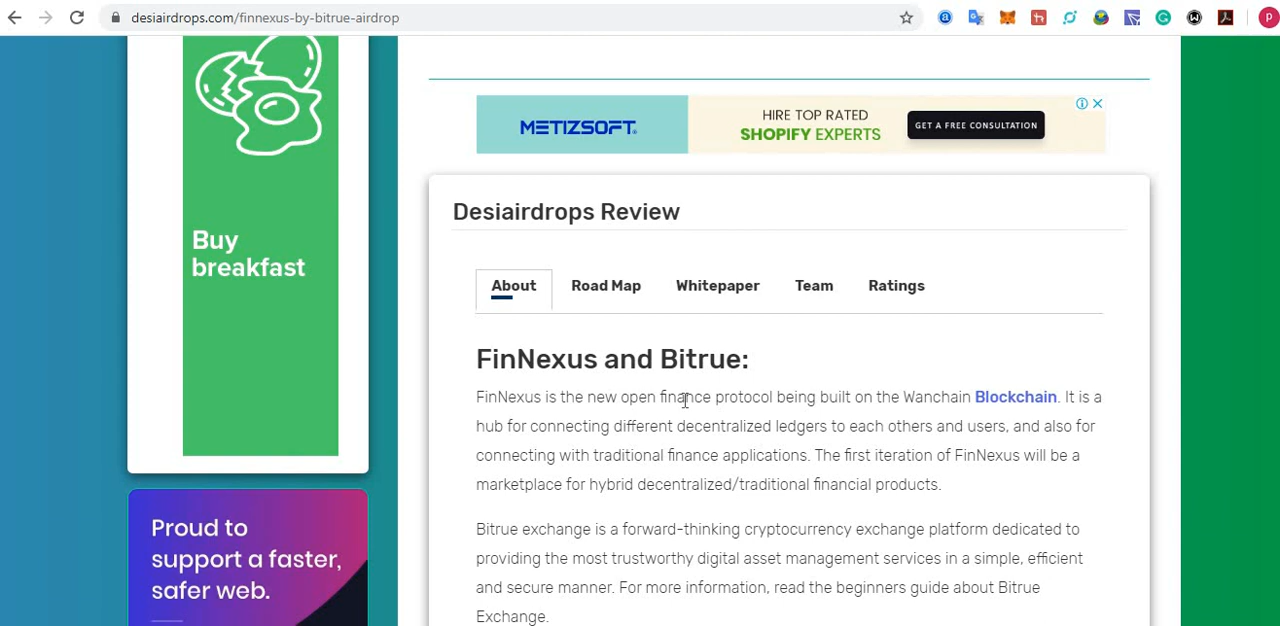 desiairdrops.com/finnexus-by-bitrue-airdrop
P
METIZSOFT
HIRE TOP RATED
SHOPIFY EXPERTS
GET A FREE CONSULTATION
Buy
breakfast
Proud to
support a faster,
safer web.
Desiairdrops Review
About Road Map Whitepaper Team Ratings
FinNexus and Bitrue:
FinNexus is the new open finance protocol being built on the Wanchain Blockchain. It is a
hub for connecting different decentralized ledgers to each others and users, and also for
connecting with traditional finance applications. The first iteration of FinNexus will be a
marketplace for hybrid decentralized/traditional financial products.
Bitrue exchange is a forward-thinking cryptocurrency exchange platform dedicated to
providing the most trustworthy digital asset management services in a simple, efficient
and secure manner. For more information, read the beginners guide about Bitrue
Exchange.